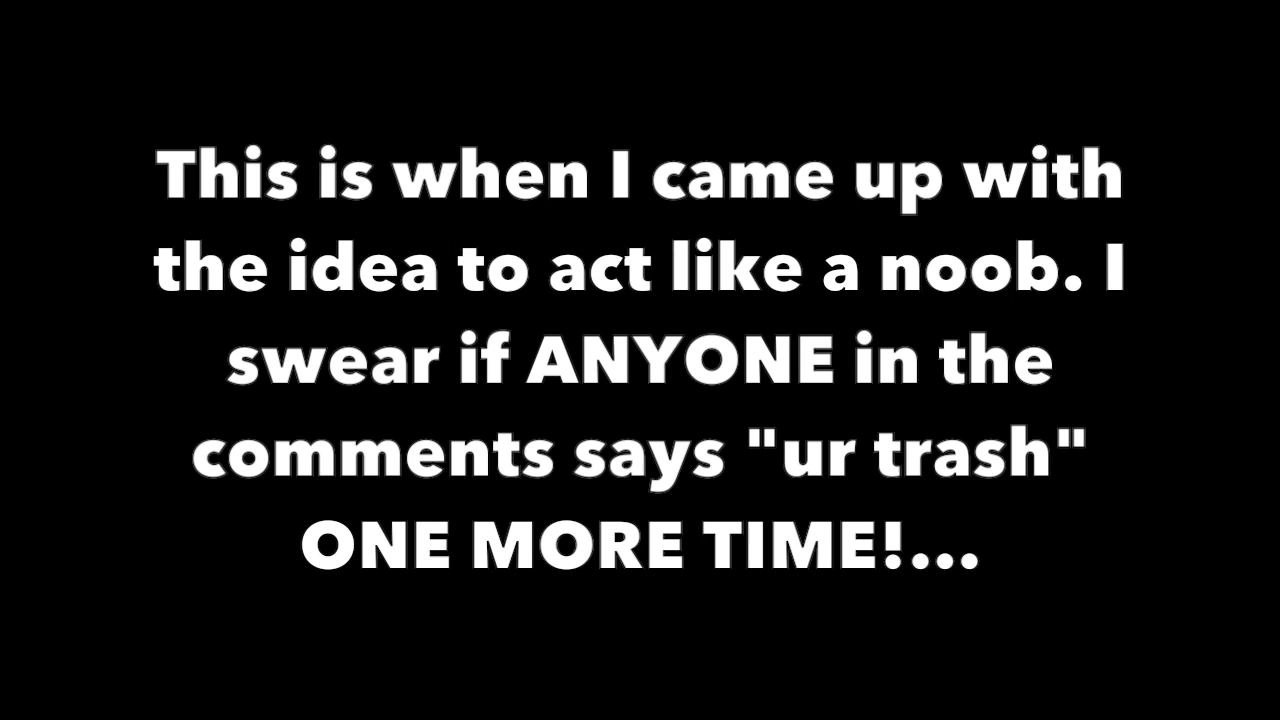 This is when I came up with
the idea to act like a noob. I
swear if ANYONE in the
comments says "ur trash"
ONE MORE TIME!...